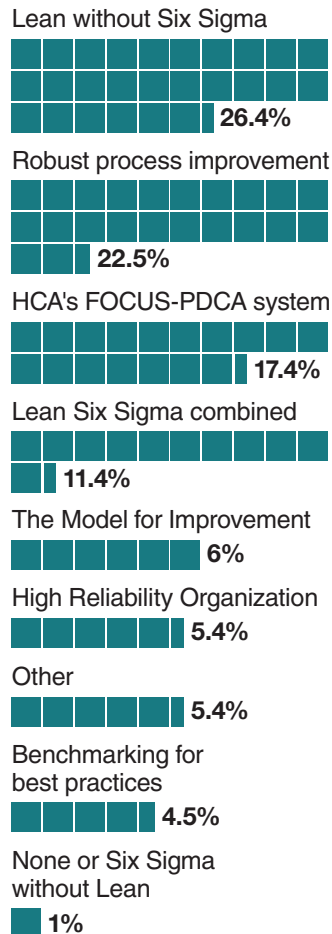 Lean without Six Sigma
26.4%
Robust process improvement
22.5%
HCA's FOCUS-PDCA system
17.4%
Lean Six Sigma combined
11.4%
The Model for Improvement
6%
High Reliability Organization
5.4%
Other
5.4%
Benchmarking for
best practices
4.5%
None or Six Sigma
without Lean
1%